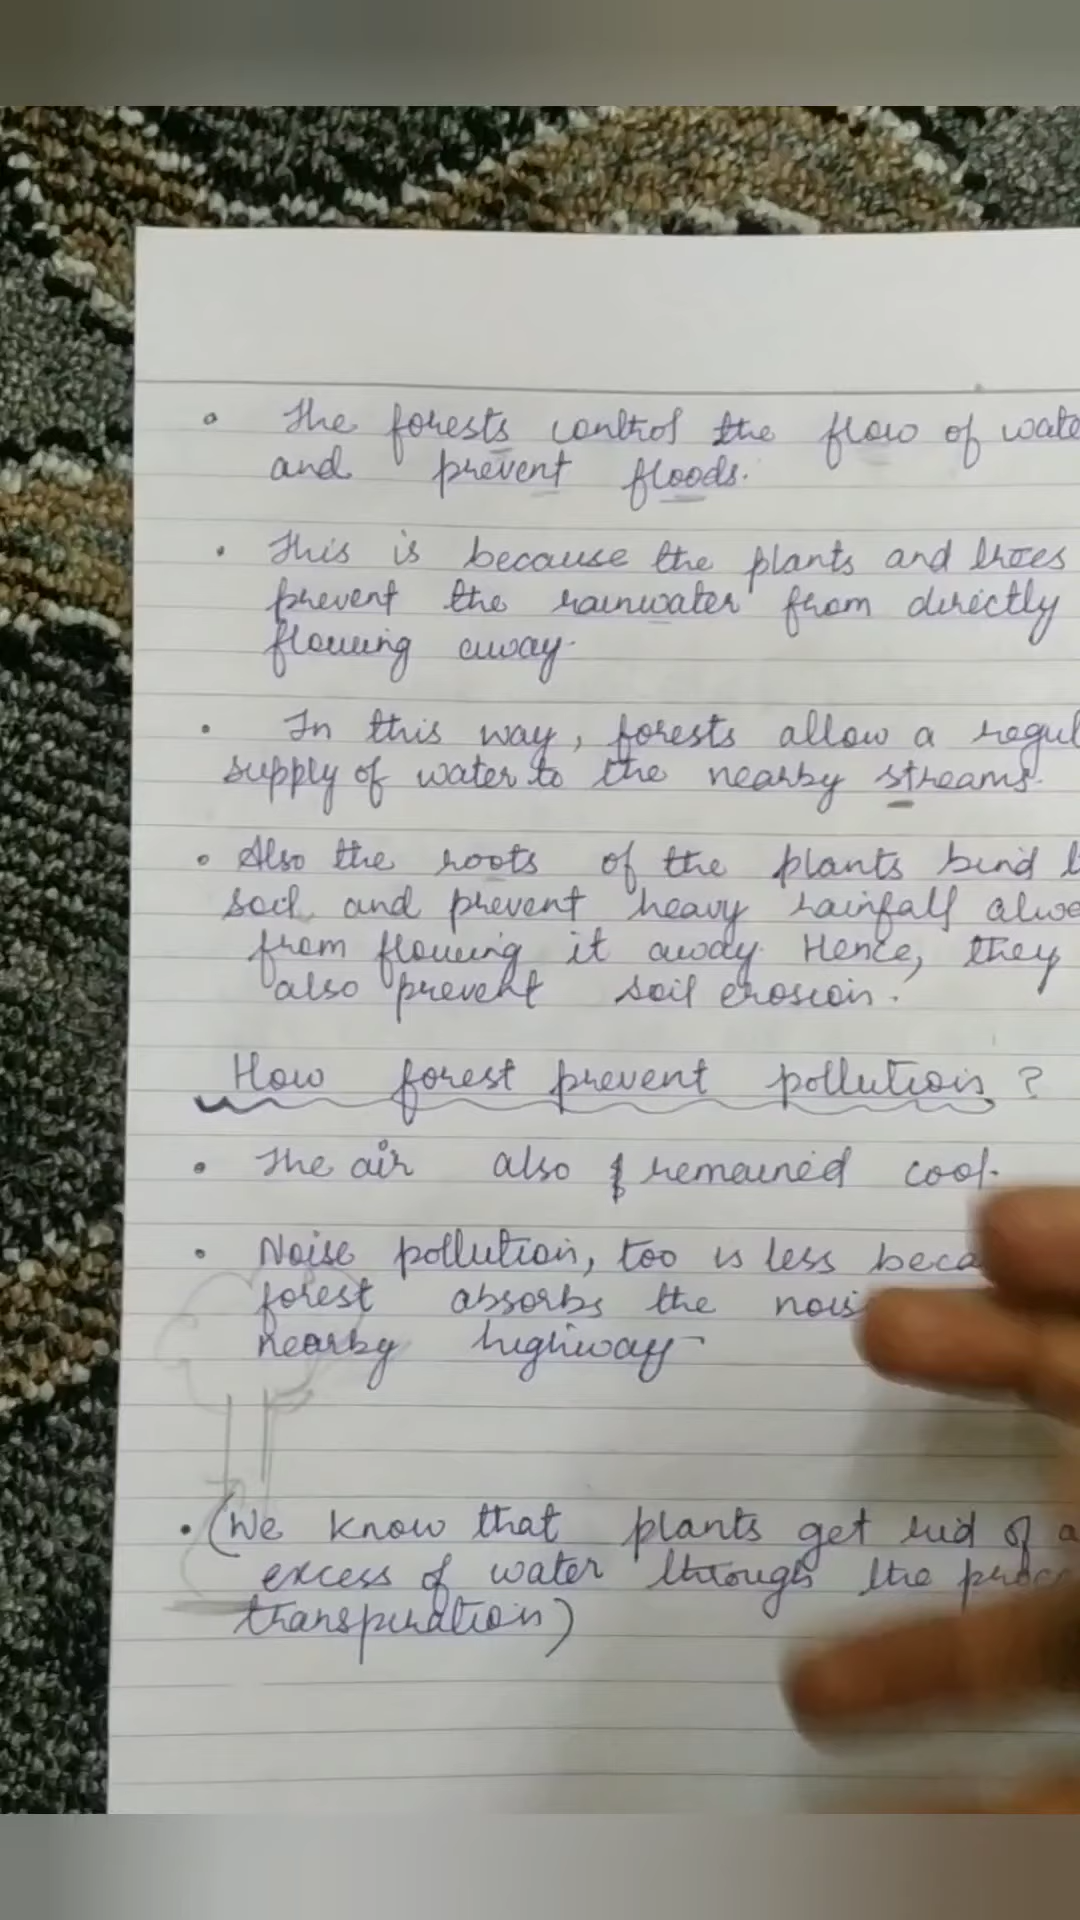 The forests control the flow of wate
and prevent floods.
This is because the plants and trees
prevent the rainwater from directly
flowing away.
In this way, forests allow a regul
supply of water to the nearby streams.
Also the roots of the plants bind
soil and prevent heavy rainfall
from flowing it away. Hence, they
also prevent soil erosion.
How forest prevent pollution ?
The air also remained cool.
Noise pollution, too is less beca
forest absorbs the nois
nearby highway
(We know that plants get rid of a
excess of water through the proce
transpiration)